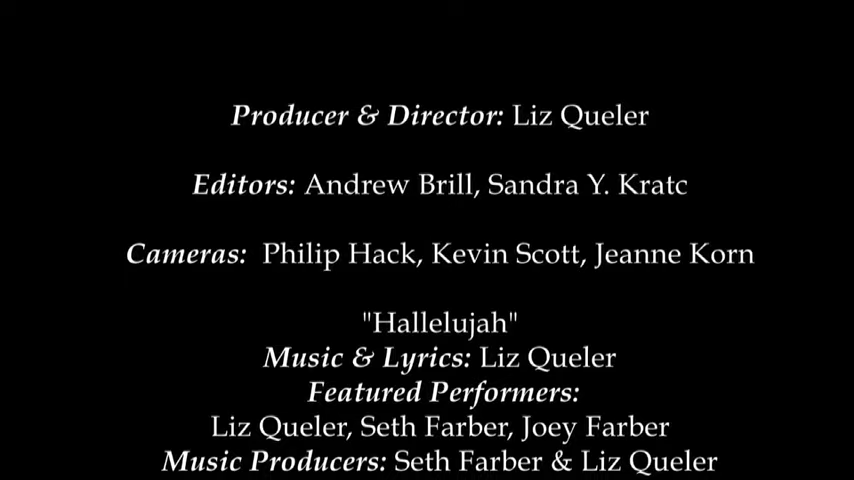 Producer & Director: Liz Queler
Editors: Andrew Brill, Sandra Y. Kratc
Cameras: Philip Hack, Kevin Scott, Jeanne Korn
"Hallelujah"
Music & Lyrics: Liz Queler
Featured Performers:
Liz Queler, Seth Farber, Joey Farber
Music Producers: Seth Farber & Liz Queler